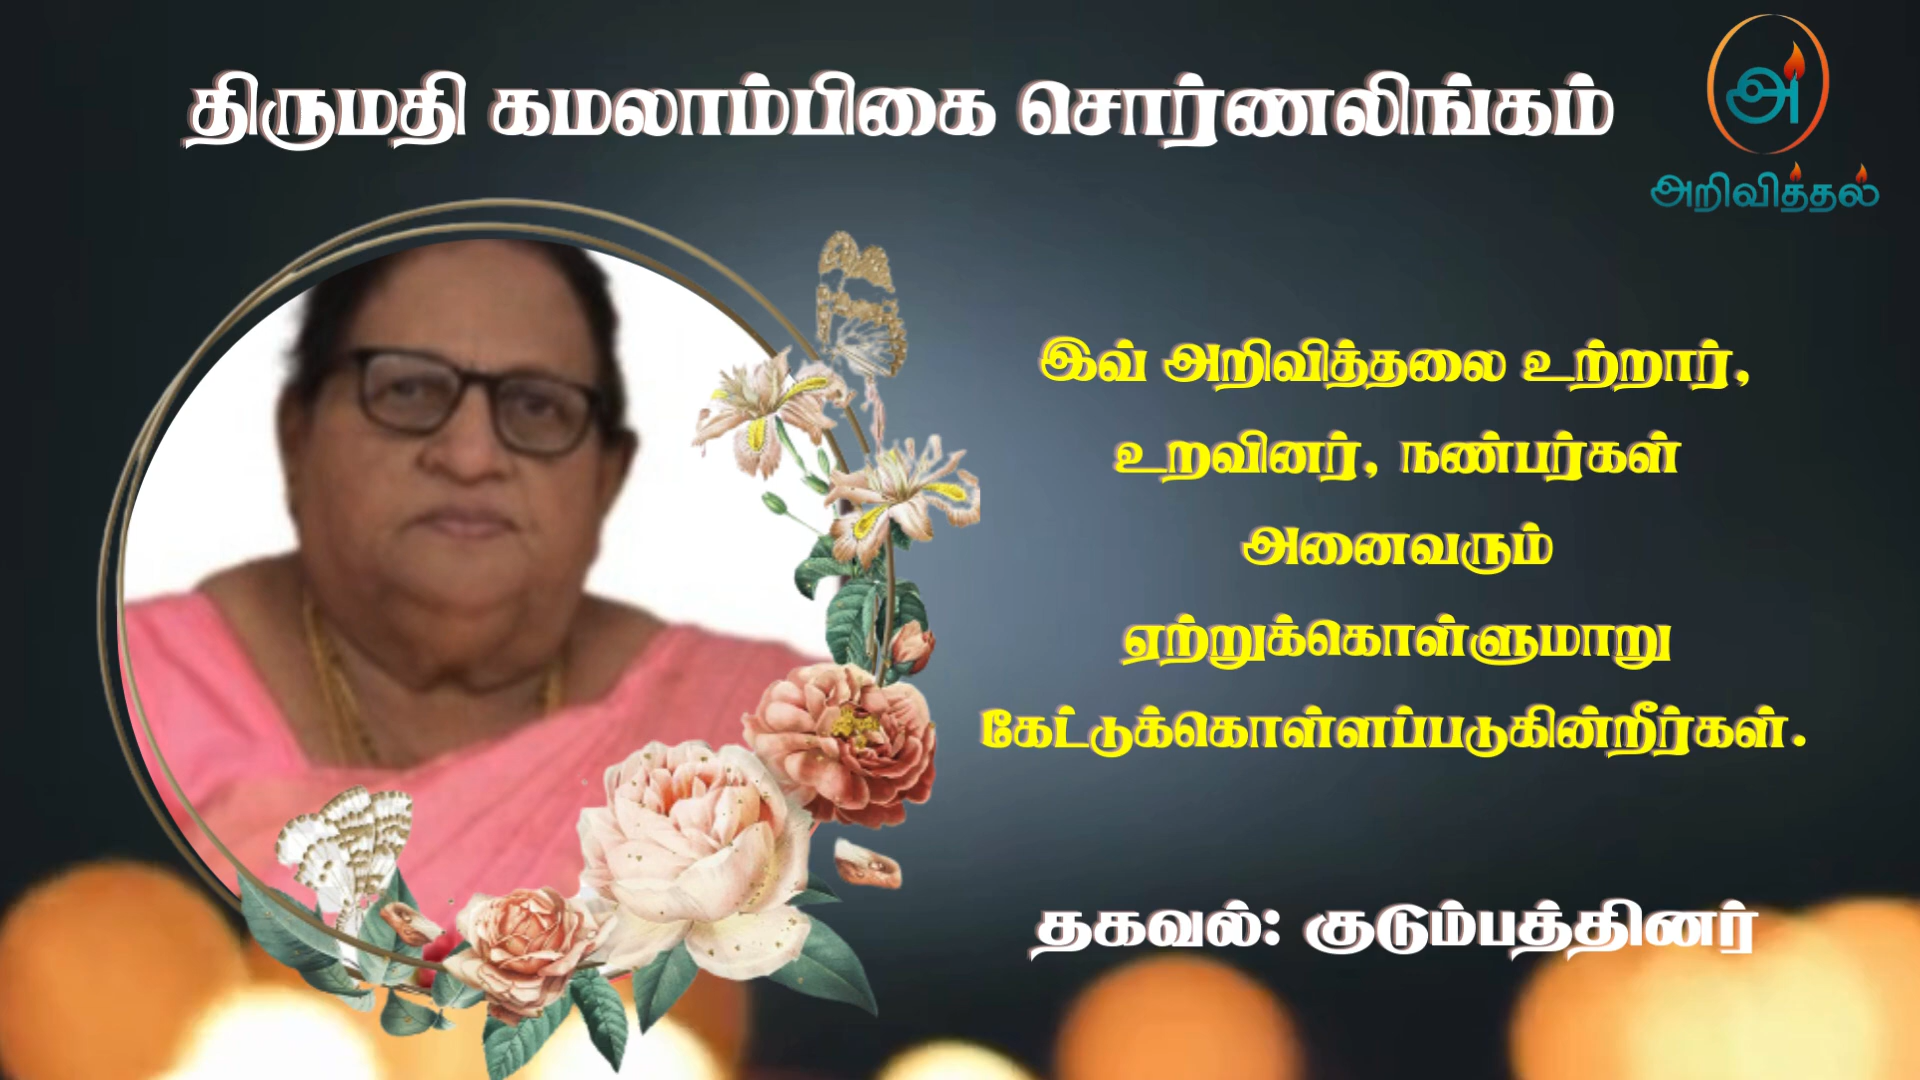 திருமதி கமலாம்பிகை சொர்ணலிங்கம்
அ
அறிவித்தல்
இவ் அறிவித்தலை உற்றார்,
உறவினர், நண்பர்கள்
அனைவரும்
ஏற்றுக்கொள்ளுமாறு
கேட்டுக்கொள்ளப்படுகின்றீர்கள்.
தகவல்: குடும்பத்தினர்